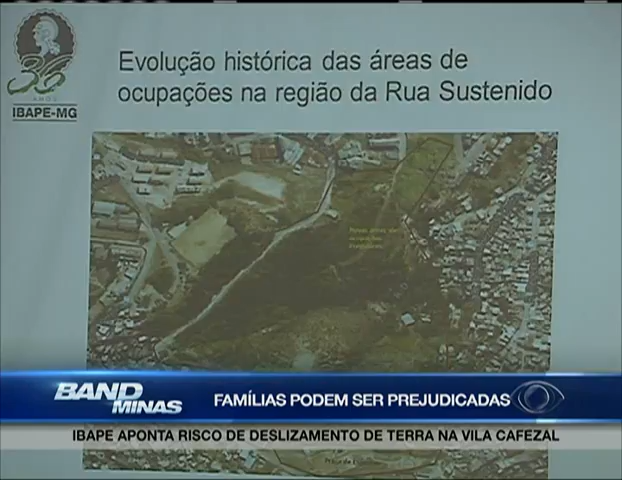 36
ANOS
IBAPE-MG
Evolução histórica das áreas de
ocupações na região da Rua Sustenido
BAND
MINAS
FAMÍLIAS PODEM SER PREJUDICADAS
IBAPE APONTA RISCO DE DESLIZAMENTO DE TERRA NA VILA CAFEZAL